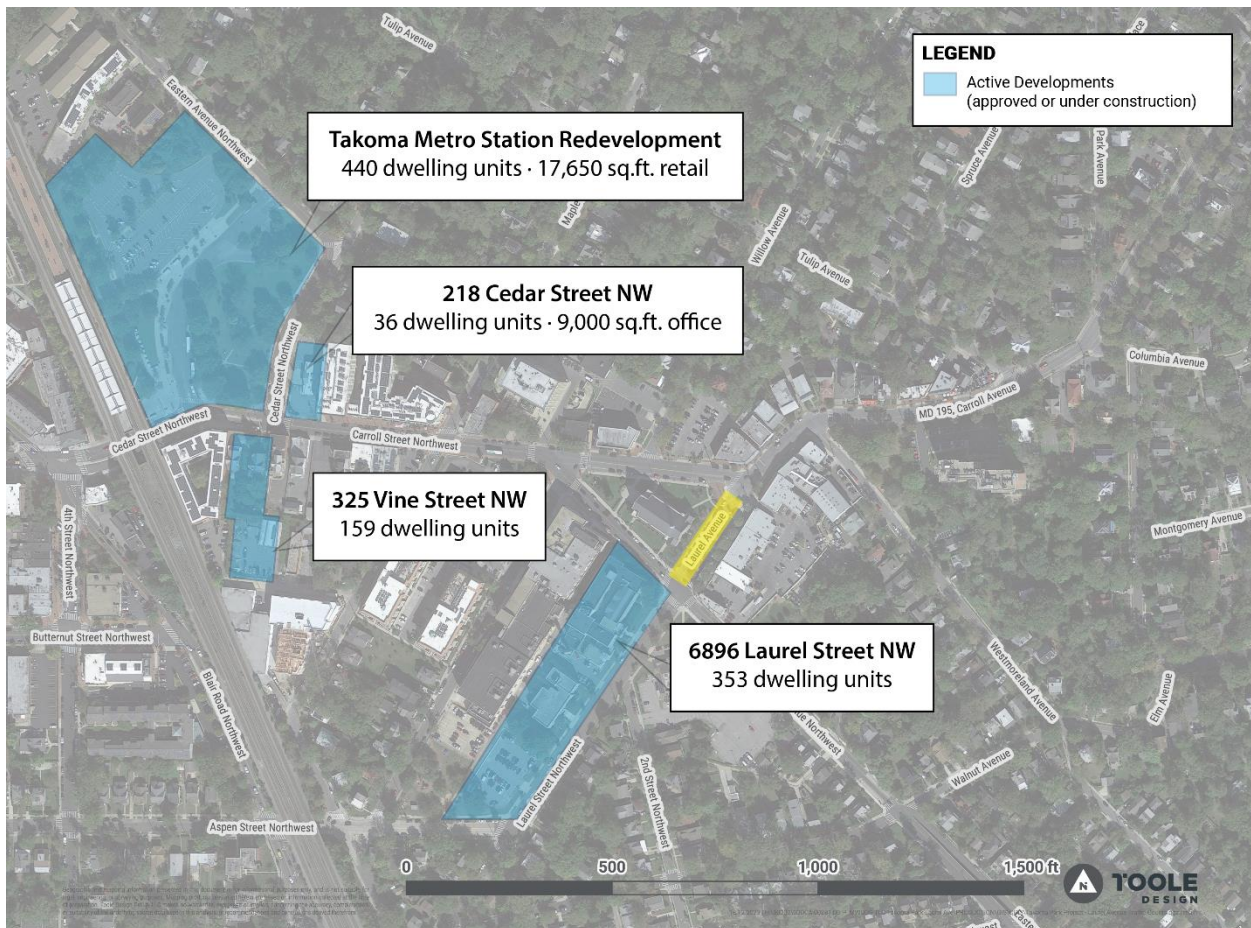 Tulip Avenue
LEGEND
Active Developments
(approved or under construction)
Eastern Avenue Northwest
Takoma Metro Station Redevelopment
440 dwelling units · 17,650 sq.ft. retail
Spruce Avenue
Park Avenue
Willow Avenue
Tulip Avenue
218 Cedar Street NW
36 dwelling units · 9,000 sq.ft. office
Cedar Street Northwest
Columbia Avenue
MD 195, Carroll Avenue
Cedar Street Northwest
Carroll Street Northwest
325 Vine Street NW
159 dwelling units
4th Street Northwest
Laurel Avenue
Montgomery Avenue
Butternut Street Northwest
6896 Laurel Street NW
353 dwelling units
Blair Road Northwest
Westmoreland Avenue
Elm Avenue
Northwest
Walnut Avenue
Laurel Street Northwest
2nd Street Northwest
Aspen Street Northwest
0 500 1,000 1,500 ft
N
TOOLE
DESIGN